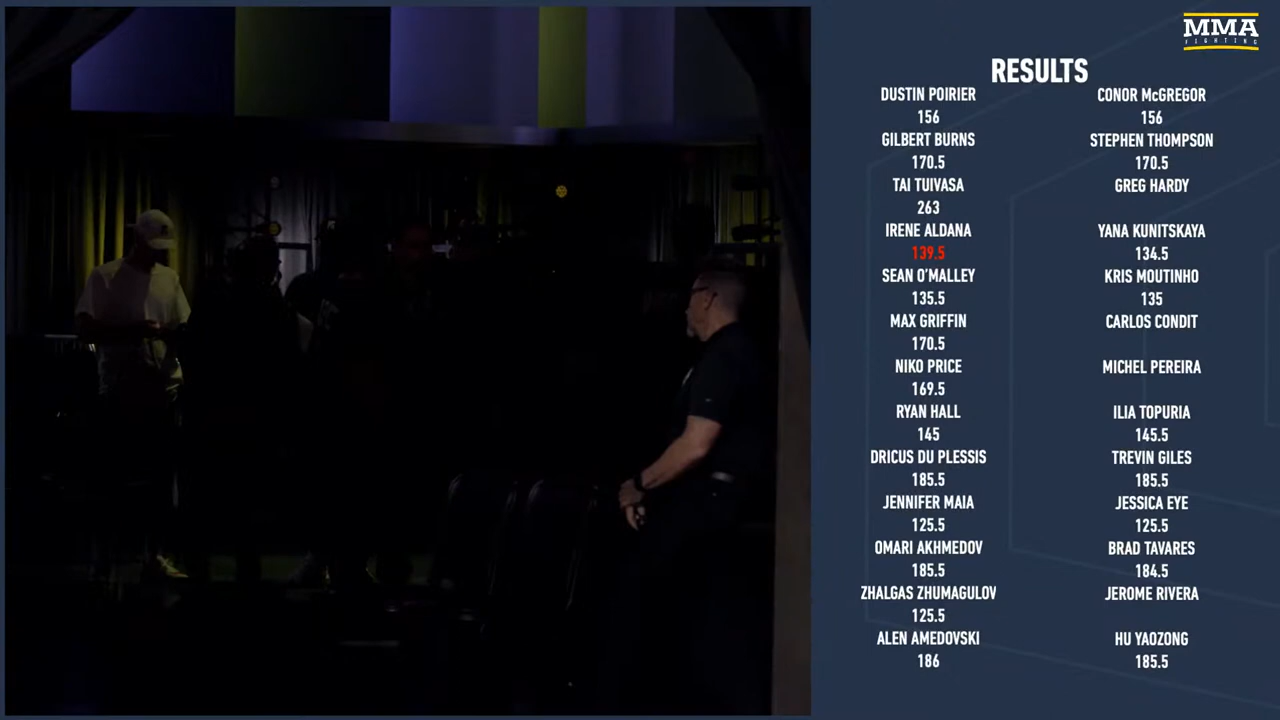 MMA
FIGHTING
RESULTS
DUSTIN POIRIER CONOR McGREGOR
156 156
GILBERT BURNS STEPHEN THOMPSON
170.5 170.5
TAI TUIVASA GREG HARDY
263
IRENE ALDANA YANA KUNITSKAYA
139.5 134.5
SEAN O'MALLEY KRIS MOUTINHO
135.5 135
MAX GRIFFIN CARLOS CONDIT
170.5
NIKO PRICE MICHEL PEREIRA
169.5
RYAN HALL ILIA TOPURIA
145 145.5
DRICUS DU PLESSIS TREVIN GILES
185.5 185.5
JENNIFER MAIA JESSICA EYE
125.5 125.5
OMARI AKHMEDOV BRAD TAVARES
185.5 184.5
ZHALGAS ZHUMAGULOV JEROME RIVERA
125.5
ALEN AMEDOVSKI HU YAOZONG
186 185.5